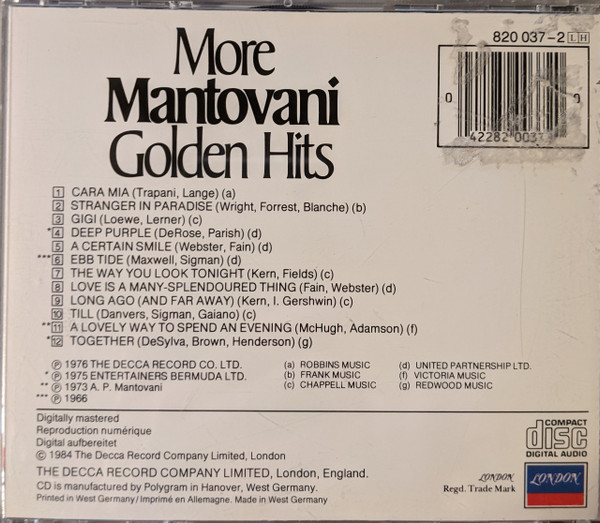 More
Mantovani
Golden Hits
820 037-2 LH
0 42282 003
1 CARA MIA (Trapani, Lange) (a)
2 STRANGER IN PARADISE (Wright, Forrest, Blanche) (b)
3 GIGI (Loewe, Lerner) (c)
*4 DEEP PURPLE (DeRose, Parish) (d)
5 A CERTAIN SMILE (Webster, Fain) (d)
***6 EBB TIDE (Maxwell, Sigman) (d)
7 THE WAY YOU LOOK TONIGHT (Kern, Fields) (c)
8 LOVE IS A MANY-SPLENDOURED THING (Fain, Webster) (d)
9 LONG AGO (AND FAR AWAY) (Kern, I. Gershwin) (c)
10 TILL (Danvers, Sigman, Gaiano) (c)
**11 A LOVELY WAY TO SPEND AN EVENING (McHugh, Adamson) (f)
*12 TOGETHER (DeSylva, Brown, Henderson) (g)
℗ 1976 THE DECCA RECORD CO. LTD. (a) ROBBINS MUSIC (d) UNITED PARTNERSHIP LTD.
* ℗ 1975 ENTERTAINERS BERMUDA LTD. (b) FRANK MUSIC (f) VICTORIA MUSIC
** ℗ 1973 A. P. Mantovani (c) CHAPPELL MUSIC (g) REDWOOD MUSIC
*** ℗ 1966
Digitally mastered
Reproduction numérique
Digital aufbereitet
© 1984 The Decca Record Company Limited, London
COMPACT
disc
DIGITAL AUDIO
THE DECCA RECORD COMPANY LIMITED, London, England.
CD is manufactured by Polygram in Hanover, West Germany.
Printed in West Germany/Imprimé en Allemagne. Made in West Germany
LONDON
Regd. Trade Mark
LONDON